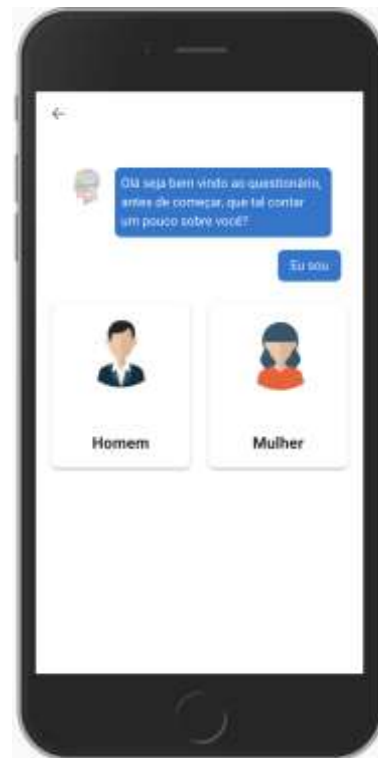 Olá seja bem vindo ao questionário,
antes de começar, que tal contar
um pouco sobre você?
Eu sou
Homem
Mulher